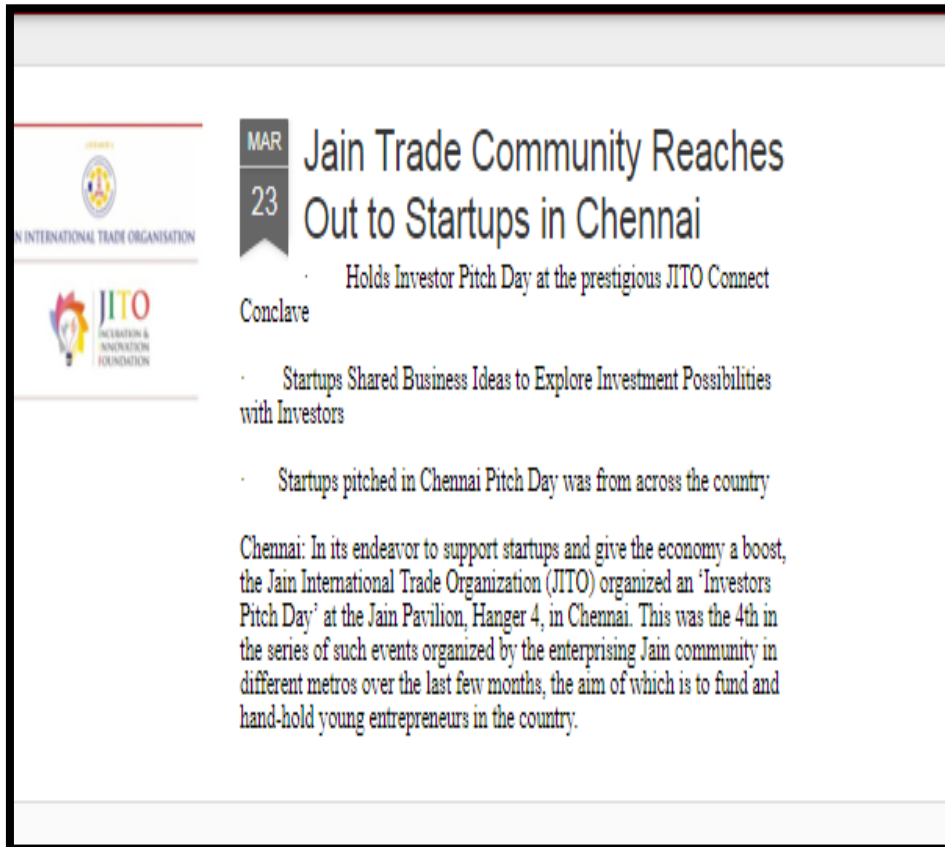 N INTERNATIONAL TRADE ORGANISATION
JITO
INCUBATION &
INNOVATION
FOUNDATION
MAR
23
Jain Trade Community Reaches
Out to Startups in Chennai
· Holds Investor Pitch Day at the prestigious JITO Connect
Conclave
· Startups Shared Business Ideas to Explore Investment Possibilities
with Investors
· Startups pitched in Chennai Pitch Day was from across the country
Chennai: In its endeavor to support startups and give the economy a boost,
the Jain International Trade Organization (JITO) organized an ‘Investors
Pitch Day’ at the Jain Pavilion, Hanger 4, in Chennai. This was the 4th in
the series of such events organized by the enterprising Jain community in
different metros over the last few months, the aim of which is to fund and
hand-hold young entrepreneurs in the country.